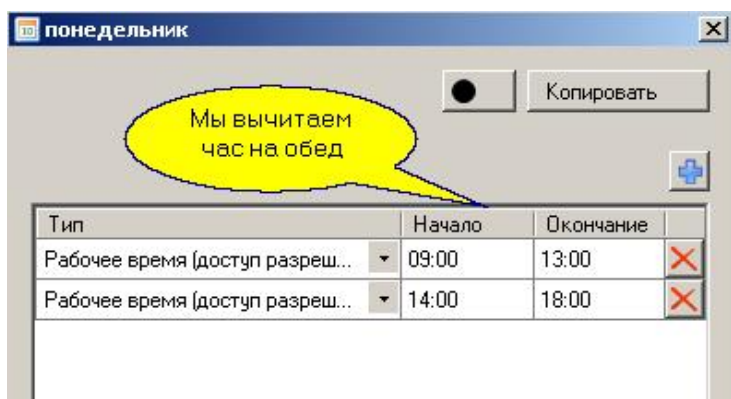 понедельник
Копировать
Мы вычитаем
час на обед
Тип Начало Окончание
Рабочее время (доступ разреш... 09:00 13:00
Рабочее время (доступ разреш... 14:00 18:00